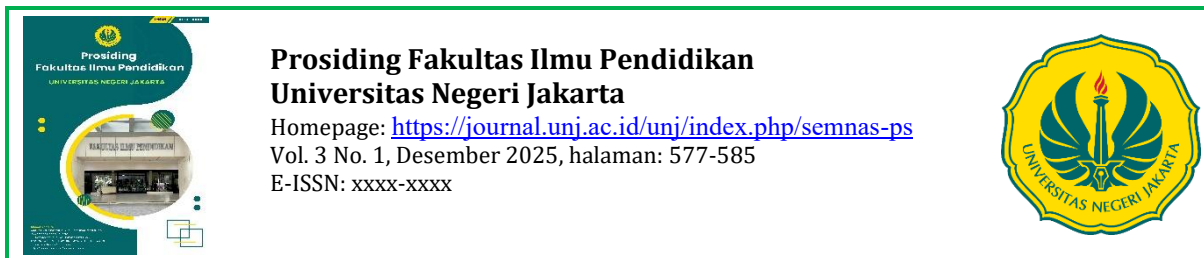 Prosiding
Fakultas Ilmu Pendidikan
UNIVERSITAS NEGERI JAKARTA
FAKULTAS ILMU PENDIDIKAN
Prosiding Fakultas Ilmu Pendidikan
Universitas Negeri Jakarta
Homepage: https://journal.unj.ac.id/unj/index.php/semnas-ps
Vol. 3 No. 1, Desember 2025, halaman: 577-585
E-ISSN: xxxx-xxxx
UNIVERSITAS NEGERI JAKARTA